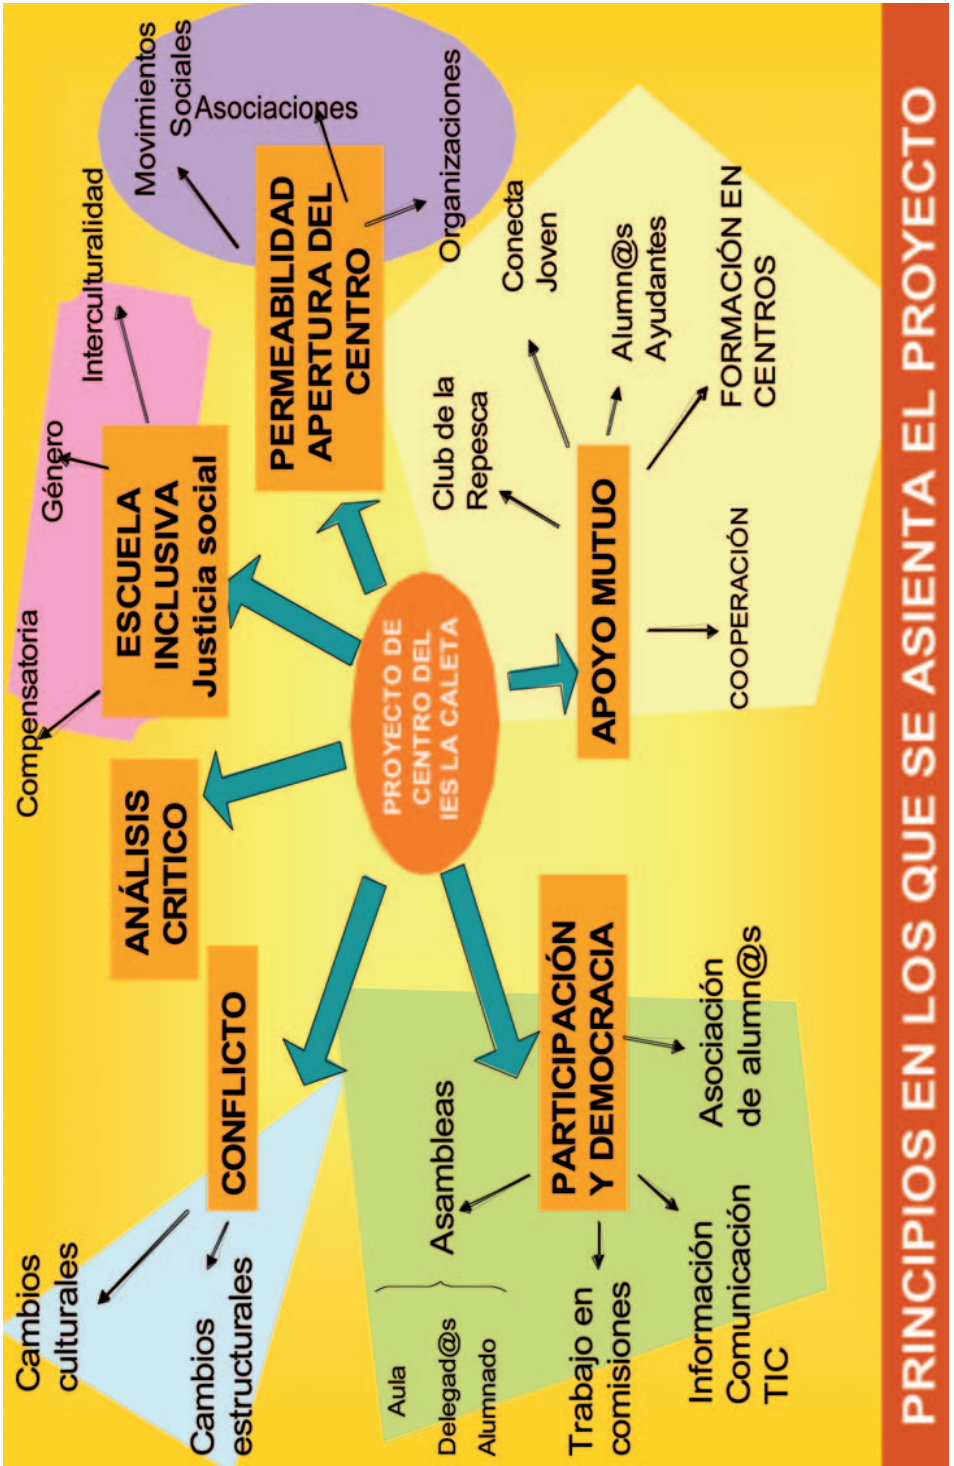 Cambios
culturales
Cambios
estructurales
CONFLICTO
ANÁLISIS
CRITICO
Compensatoria
Género
Interculturalidad
ESCUELA
INCLUSIVA
Justicia social
Movimientos
Sociales
Asociaciones
Organizaciones
PERMEABILIDAD
APERTURA DEL
CENTRO
PROYECTO DE
CENTRO DEL
IES LA CALETA
Aula
Delegad@s
Alumnado
Asambleas
Trabajo en
comisiones
Información
Comunicación
TIC
Asociación
de alumn@s
PARTICIPACIÓN
Y DEMOCRACIA
APOYO MUTUO
Club de la
Repesca
Conecta
Joven
Alumn@s
Ayudantes
FORMACIÓN EN
CENTROS
COOPERACIÓN
PRINCIPIOS EN LOS QUE SE ASIENTA EL PROYECTO